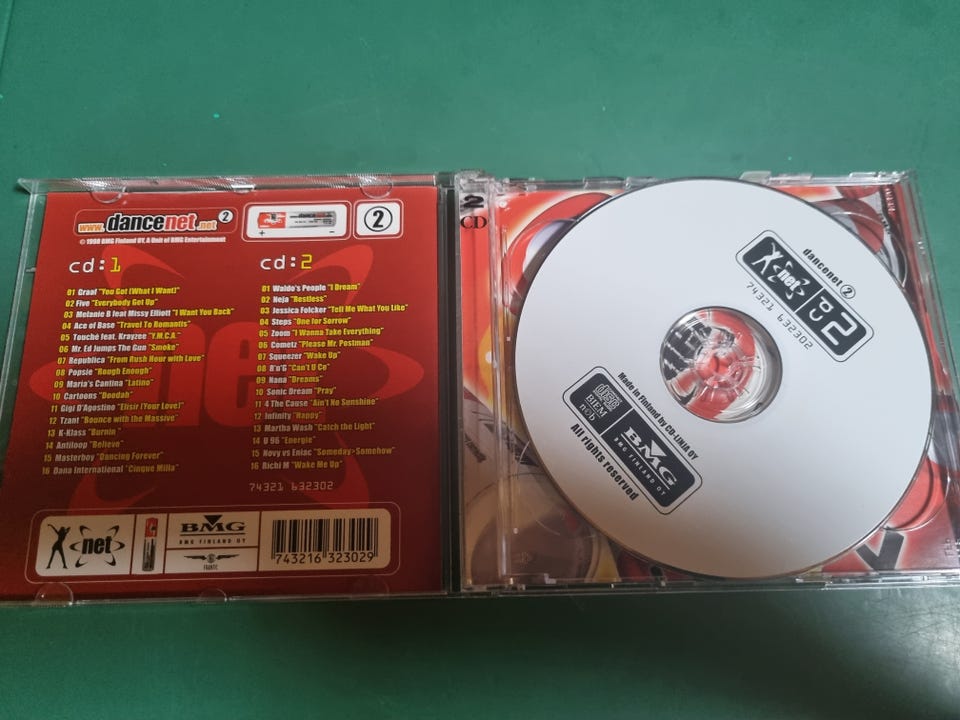 www.dancenet.net 2
© 1998 BMG Finland OY, A Unit of BMG Entertainment
2
cd:1
01 Graaf "You Got (What I Want)"
02 Five "Everybody Get Up"
03 Melanie B feat Missy Elliott "I Want You Back"
04 Ace of Base "Travel To Romantis"
05 Touché feat. Krayzee "Y.M.C.A."
06 Mr. Ed Jumps The Gun "Smoke"
07 Republica "From Rush Hour with Love"
08 Popsie "Rough Enough"
09 Maria's Cantina "Latino"
10 Cartoons "Doodah"
11 Gigi D'Agostino "Elisir (Your Love)"
12 Tzant "Bounce with the Massive"
13 K-Klass "Burnin"
14 Antiloop "Believe"
15 Masterboy "Dancing Forever"
16 Dana International "Cinque Milla"
cd:2
01 Waldo's People "I Dream"
02 Neja "Restless"
03 Jessica Folcker "Tell Me What You Like"
04 Steps "One for Sorrow"
05 Zoom "I Wanna Take Everything"
06 Cometz "Please Mr. Postman"
07 Squeezer "Wake Up"
08 R'n'G "Can't U Ce"
09 Nana "Dreams"
10 Sonic Dream "Pray"
11 4 The Cause "Ain't No Sunshine"
12 Infinity "Happy"
13 Martha Wash "Catch the Light"
14 U 96 "Energie"
15 Novy vs Eniac "Someday>Somehow"
16 Richi M "Wake Me Up"
74321 632302
net
BMG
BMG FINLAND OY
FRANTIC
743216 323029
2
CD
dancenet 2
net
CD 2
74321 632302
Made in Finland by CD-LINJA OY
BIEM
n©b
BMG
BMG FINLAND OY
All rights reserved